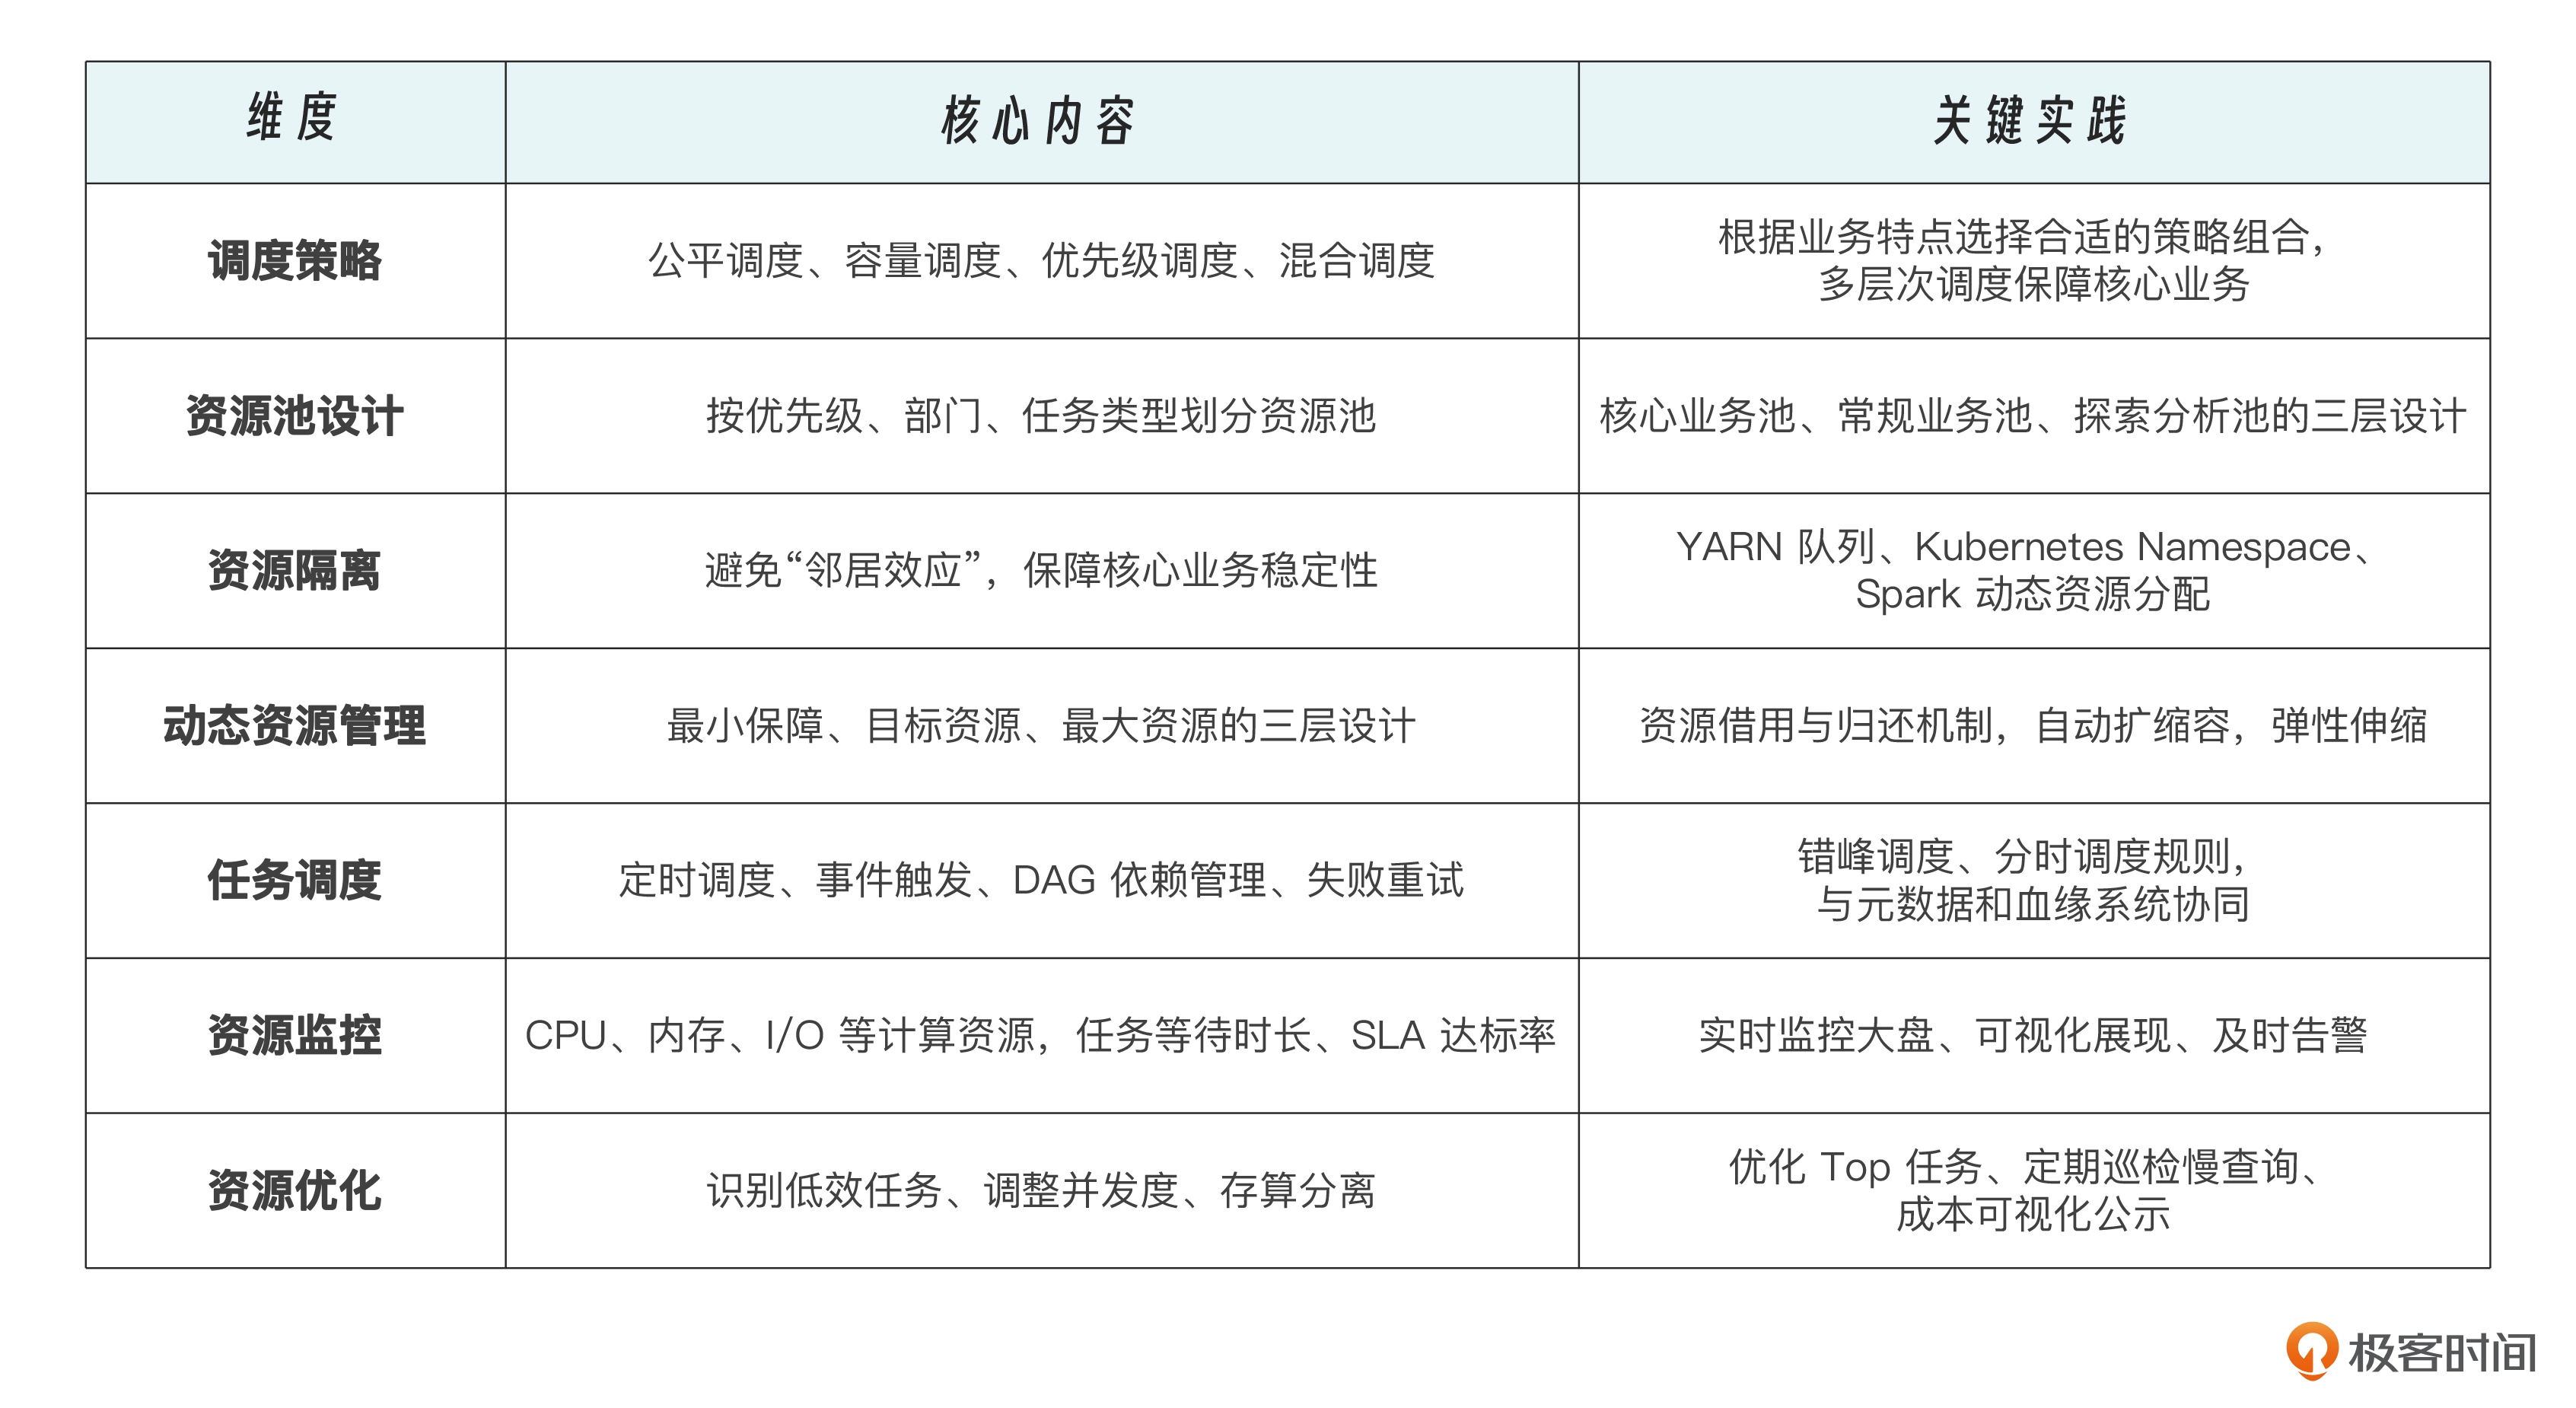 维度
核心内容
关键实践
调度策略
公平调度、容量调度、优先级调度、混合调度
根据业务特点选择合适的策略组合，
多层次调度保障核心业务
资源池设计
按优先级、部门、任务类型划分资源池
核心业务池、常规业务池、探索分析池的三层设计
资源隔离
避免“邻居效应”，保障核心业务稳定性
YARN 队列、Kubernetes Namespace、
Spark 动态资源分配
动态资源管理
最小保障、目标资源、最大资源的三层设计
资源借用与归还机制，自动扩缩容，弹性伸缩
任务调度
定时调度、事件触发、DAG 依赖管理、失败重试
错峰调度、分时调度规则，
与元数据和血缘系统协同
资源监控
CPU、内存、I/O 等计算资源，任务等待时长、SLA 达标率
实时监控大盘、可视化展现、及时告警
资源优化
识别低效任务、调整并发度、存算分离
优化 Top 任务、定期巡检慢查询、
成本可视化公示
极客时间